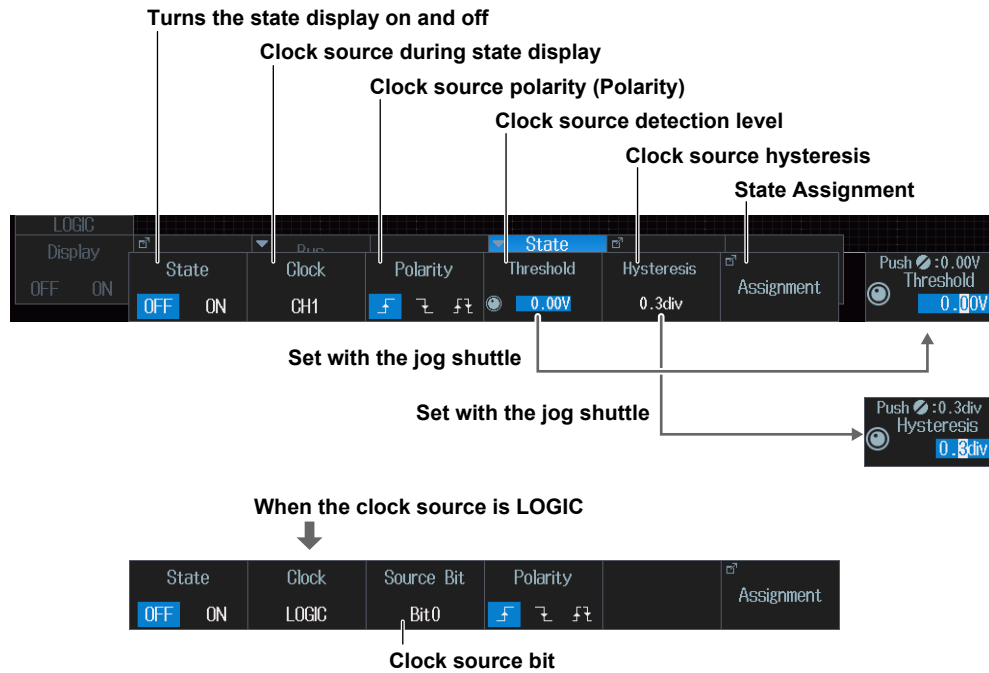 Turns the state display on and off
Clock source during state display
Clock source polarity (Polarity)
Clock source detection level
Clock source hysteresis
State Assignment
LOGIC
Display
OFF ON
Bus
State
State
OFF ON
Clock
CH1
Polarity
Threshold
0.00V
Hysteresis
0.3div
Assignment
Push :0.00V
Threshold
0.00V
Set with the jog shuttle
Set with the jog shuttle
Push :0.3div
Hysteresis
0.3div
When the clock source is LOGIC
State
OFF ON
Clock
LOGIC
Source Bit
Bit0
Polarity
Assignment
Clock source bit